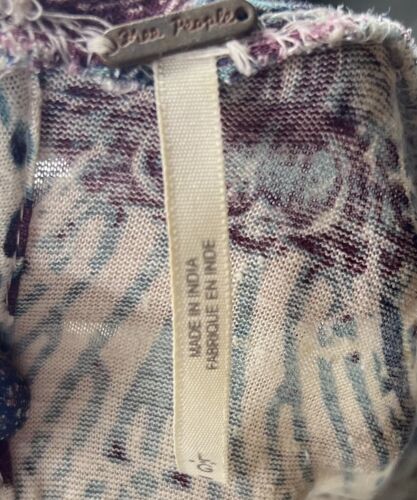 Free People
MADE IN INDIA
FABRIQUE EN INDE